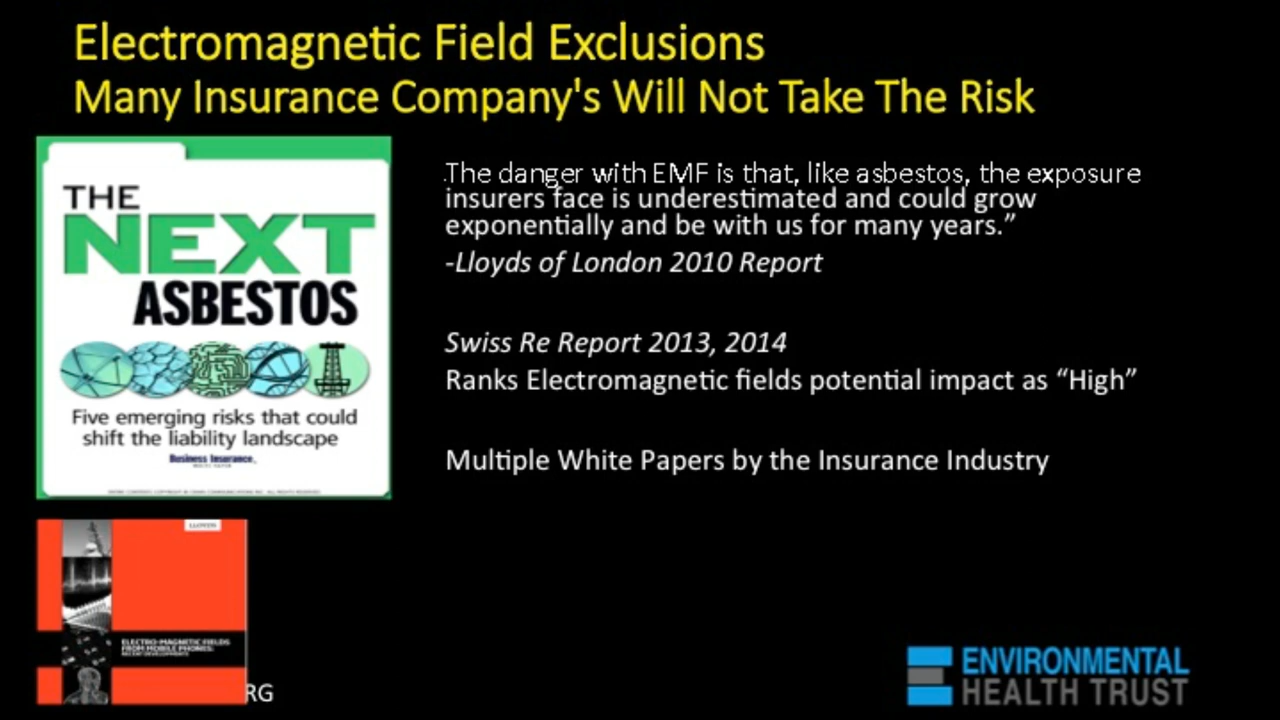 Electromagnetic Field Exclusions
Many Insurance Company's Will Not Take The Risk
THE
NEXT
ASBESTOS
Five emerging risks that could
shift the liability landscape
Business Insurance
.The danger with EMF is that, like asbestos, the exposure
insurers face is underestimated and could grow
exponentially and be with us for many years.”
-Lloyds of London 2010 Report
Swiss Re Report 2013, 2014
Ranks Electromagnetic fields potential impact as “High”
Multiple White Papers by the Insurance Industry
LLOYD'S
ELECTRO-MAGNETIC FIELDS
FROM MOBILE PHONES:
RECENT DEVELOPMENTS
RG
ENVIRONMENTAL
HEALTH TRUST